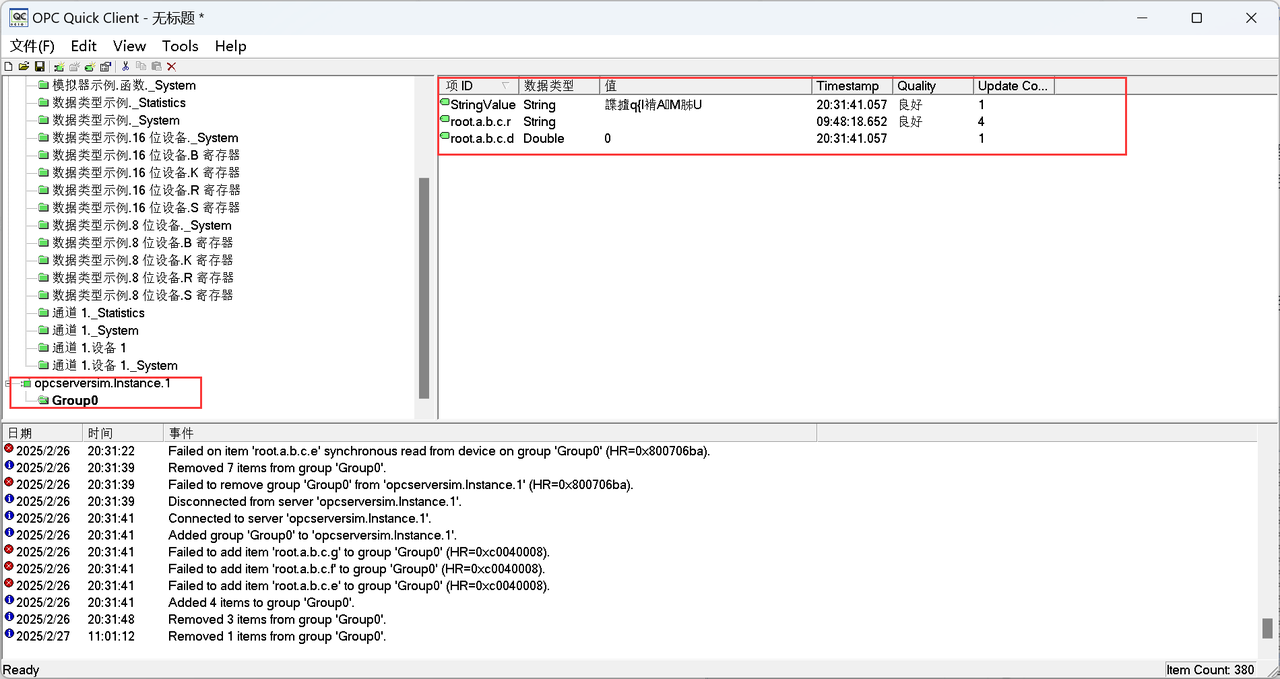 OPC Quick Client - 无标题 *
文件(F) Edit View Tools Help
模拟器示例.函数._System
数据类型示例._Statistics
数据类型示例._System
数据类型示例.16 位设备._System
数据类型示例.16 位设备.B 寄存器
数据类型示例.16 位设备.K 寄存器
数据类型示例.16 位设备.R 寄存器
数据类型示例.16 位设备.S 寄存器
数据类型示例.8 位设备._System
数据类型示例.8 位设备.B 寄存器
数据类型示例.8 位设备.K 寄存器
数据类型示例.8 位设备.R 寄存器
数据类型示例.8 位设备.S 寄存器
通道 1._Statistics
通道 1._System
通道 1.设备 1
通道 1.设备 1._System
opcserversim.Instance.1
Group0
项 ID 数据类型 值 Timestamp Quality Update Co...
StringValue String 20:31:41.057 良好 1
root.a.b.c.r String 09:48:18.652 良好 4
root.a.b.c.d Double 0 20:31:41.057 1
日期 时间 事件
2025/2/26 20:31:22 Failed on item 'root.a.b.c.e' synchronous read from device on group 'Group0' (HR=0x800706ba).
2025/2/26 20:31:39 Removed 7 items from group 'Group0'.
2025/2/26 20:31:39 Failed to remove group 'Group0' from 'opcserversim.Instance.1' (HR=0x800706ba).
2025/2/26 20:31:39 Disconnected from server 'opcserversim.Instance.1'.
2025/2/26 20:31:41 Connected to server 'opcserversim.Instance.1'.
2025/2/26 20:31:41 Added group 'Group0' to 'opcserversim.Instance.1'.
2025/2/26 20:31:41 Failed to add item 'root.a.b.c.g' to group 'Group0' (HR=0xc0040008).
2025/2/26 20:31:41 Failed to add item 'root.a.b.c.f' to group 'Group0' (HR=0xc0040008).
2025/2/26 20:31:41 Failed to add item 'root.a.b.c.e' to group 'Group0' (HR=0xc0040008).
2025/2/26 20:31:41 Added 4 items to group 'Group0'.
2025/2/26 20:31:48 Removed 3 items from group 'Group0'.
2025/2/27 11:01:12 Removed 1 items from group 'Group0'.
Ready Item Count: 380